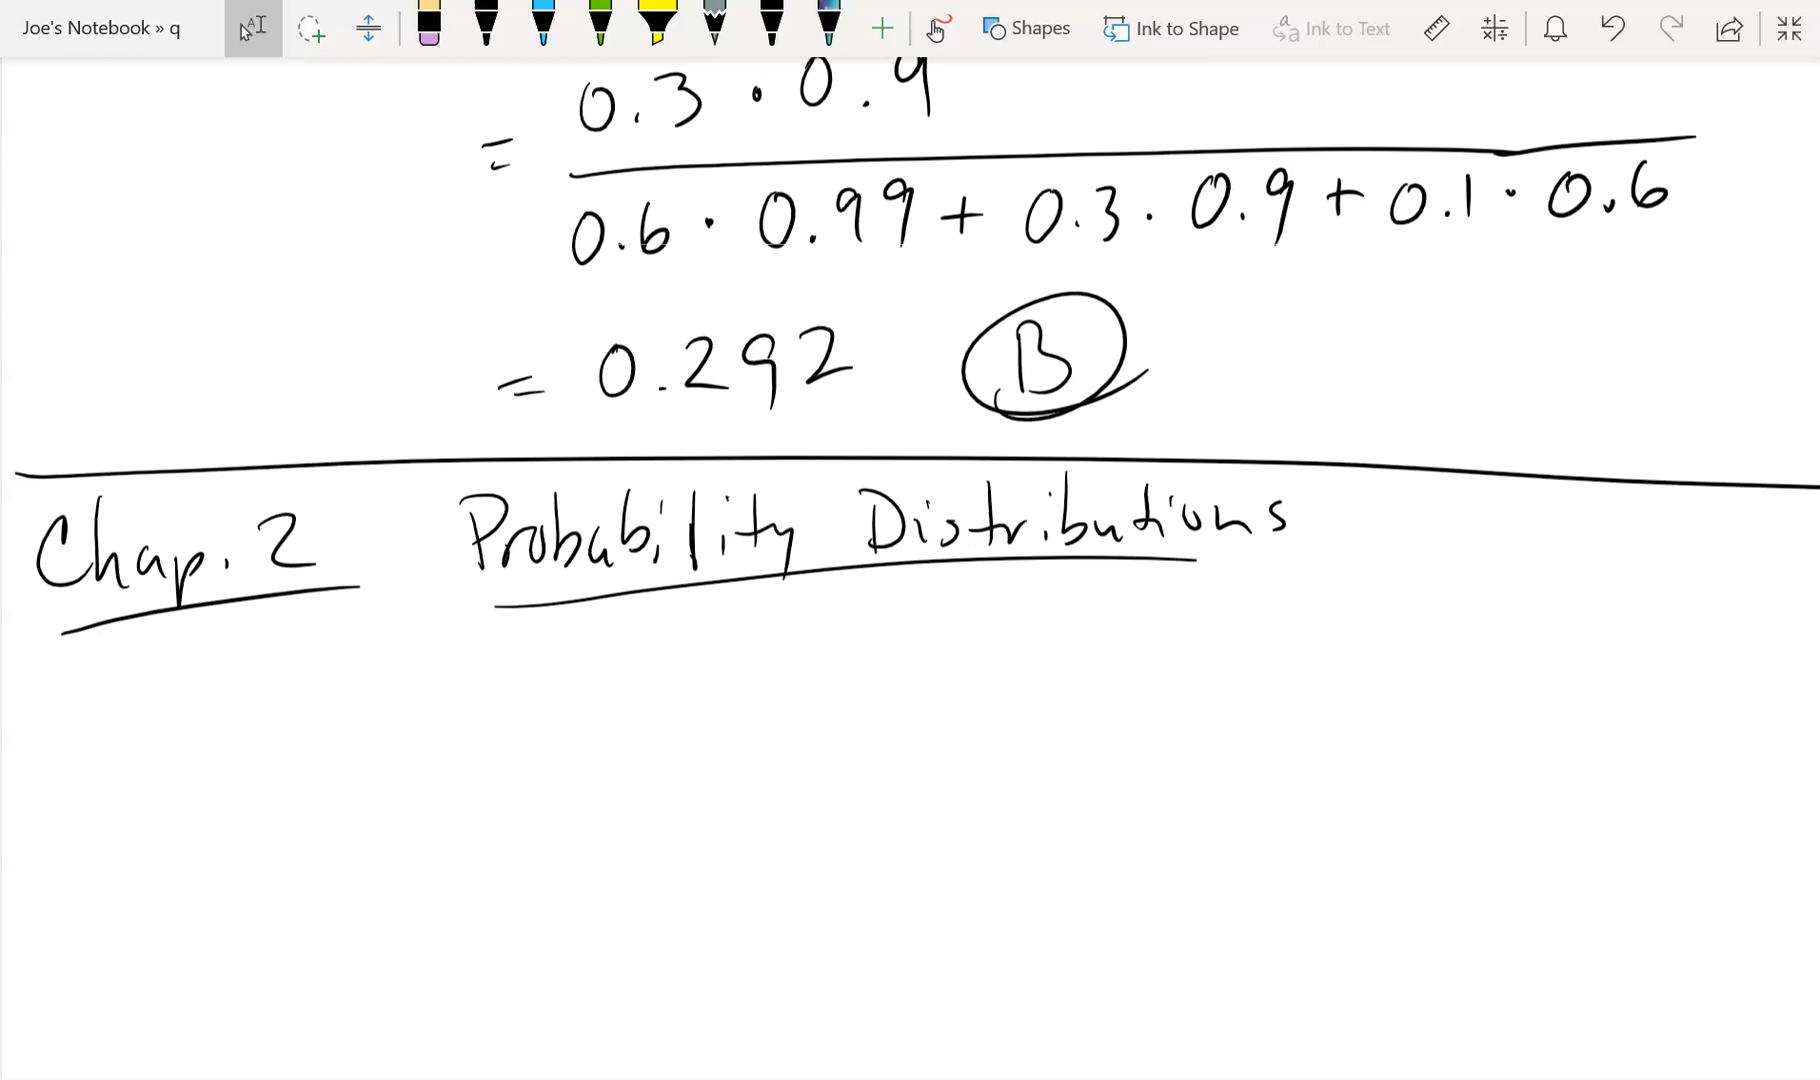 Joe's Notebook » q
Shapes
Ink to Shape
Ink to Text
0.3 · 0.9
=
0.6 · 0.99 + 0.3 · 0.9 + 0.1 · 0.6
= 0.292 B
Chap. 2 Probability Distributions